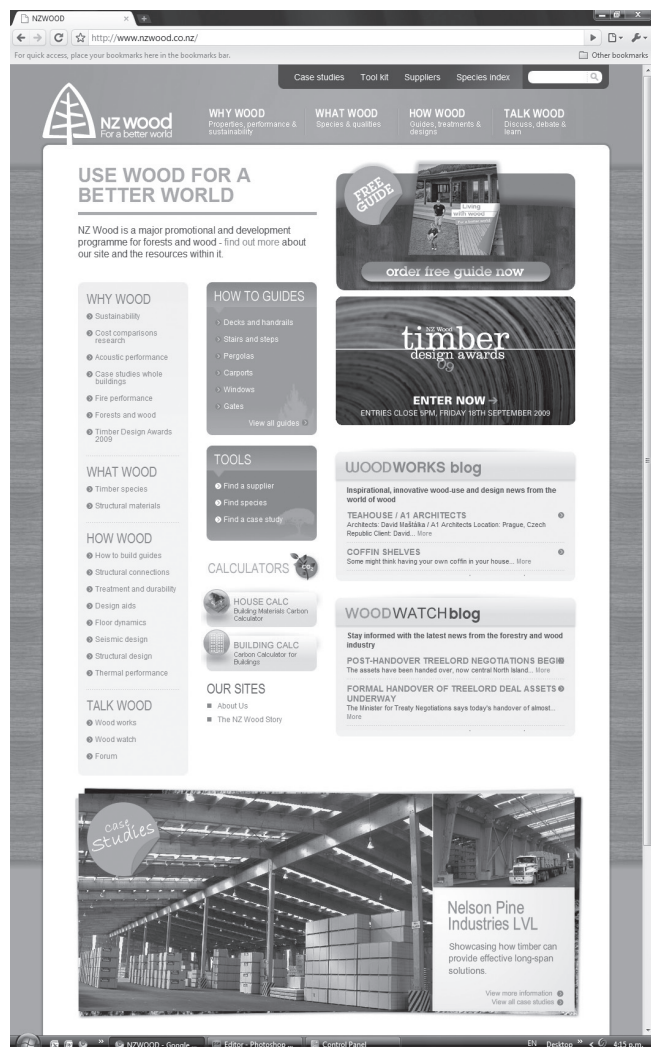 NZWOOD
http://www.nzwood.co.nz/
For quick access, place your bookmarks here in the bookmarks bar.
Other bookmarks
Case studies Tool kit Suppliers Species index
NZ WOOD
For a better world
WHY WOOD
Properties, performance &
sustainability
WHAT WOOD
Species & qualities
HOW WOOD
Guides, treatments &
designs
TALK WOOD
Discuss, debate &
learn
USE WOOD FOR A
BETTER WORLD
NZ Wood is a major promotional and development
programme for forests and wood - find out more about
our site and the resources within it.
FREE
GUIDE
Living
with wood
order free guide now
NZ Wood
timber
design awards
09
ENTER NOW
ENTRIES CLOSE 5PM, FRIDAY 18TH SEPTEMBER 2009
WHY WOOD
Sustainability
Cost comparisons
research
Acoustic performance
Case studies whole
buildings
Fire performance
Forests and wood
Timber Design Awards
2009
WHAT WOOD
Timber species
Structural materials
HOW WOOD
How to build guides
Structural connections
Treatment and durability
Design aids
Floor dynamics
Seismic design
Structural design
Thermal performance
TALK WOOD
Wood works
Wood watch
Forum
HOW TO GUIDES
Decks and handrails
Stairs and steps
Pergolas
Carports
Windows
Gates
View all guides
TOOLS
Find a supplier
Find species
Find a case study
CALCULATORS
CO2
HOUSE CALC
Building Materials Carbon
Calculator
BUILDING CALC
Carbon Calculator for
Buildings
OUR SITES
About Us
The NZ Wood Story
WOODWORKS blog
Inspirational, innovative wood-use and design news from the
world of wood
TEAHOUSE / A1 ARCHITECTS
Architects: David Maštálka / A1 Architects Location: Prague, Czech
Republic Client: David... More
COFFIN SHELVES
Some might think having your own coffin in your house... More
WOODWATCHblog
Stay informed with the latest news from the forestry and wood
industry
POST-HANDOVER TREELORD NEGOTIATIONS BEGIN
The assets have been handed over, now central North Island... More
FORMAL HANDOVER OF TREELORD DEAL ASSETS
UNDERWAY
The Minister for Treaty Negotiations says today's handover of almost...
More
case
studies
Nelson Pine
Industries LVL
Showcasing how timber can
provide effective long-span
solutions.
View more information
View all case studies
NZWOOD - Google ...
Editor - Photoshop ...
Control Panel
EN Desktop 4:15 p.m.